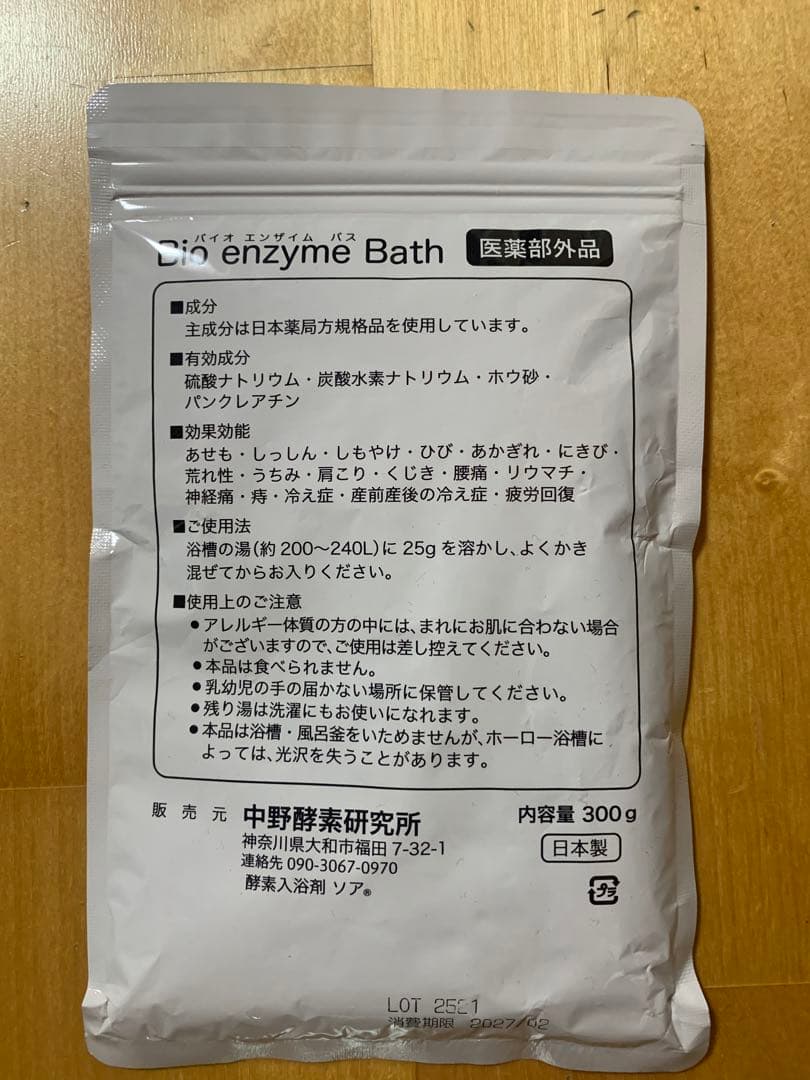 バイオ エンザイム バス
Bio enzyme Bath 医薬部外品
■成分
主成分は日本薬局方規格品を使用しています。
■有効成分
硫酸ナトリウム・炭酸水素ナトリウム・ホウ砂・
パンクレアチン
■効果効能
あせも・しっしん・しもやけ・ひび・あかぎれ・にきび・
荒れ性・うちみ・肩こり・くじき・腰痛・リウマチ・
神経痛・痔・冷え症・産前産後の冷え症・疲労回復
■ご使用法
浴槽の湯(約200〜240L)に25gを溶かし、よくかき
混ぜてからお入りください。
■使用上のご注意
●アレルギー体質の方の中には、まれにお肌に合わない場合
がございますので、ご使用は差し控えてください。
●本品は食べられません。
●乳幼児の手の届かない場所に保管してください。
●残り湯は洗濯にもお使いになれます。
●本品は浴槽・風呂釜をいためませんが、ホーロー浴槽に
よっては、光沢を失うことがあります。
販売元 中野酵素研究所 内容量 300g
神奈川県大和市福田 7-32-1 日本製
連絡先 090-3067-0970
酵素入浴剤 ソア® プラ
LOT
消費期限 2027/02